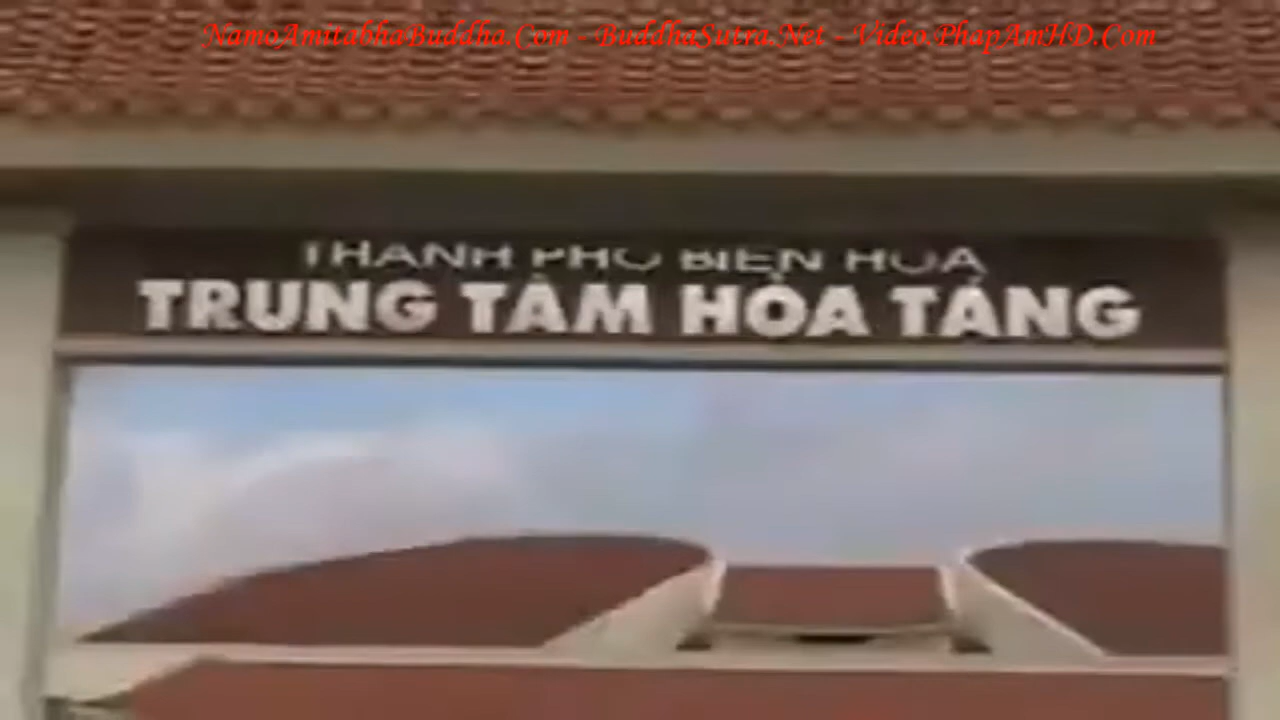 NamoAmitabhaBuddha.Com - BuddhaSutra.Net - Video.PhapAmHD.Com
THÀNH PHỐ BIÊN HÒA
TRUNG TÂM HỎA TÁNG